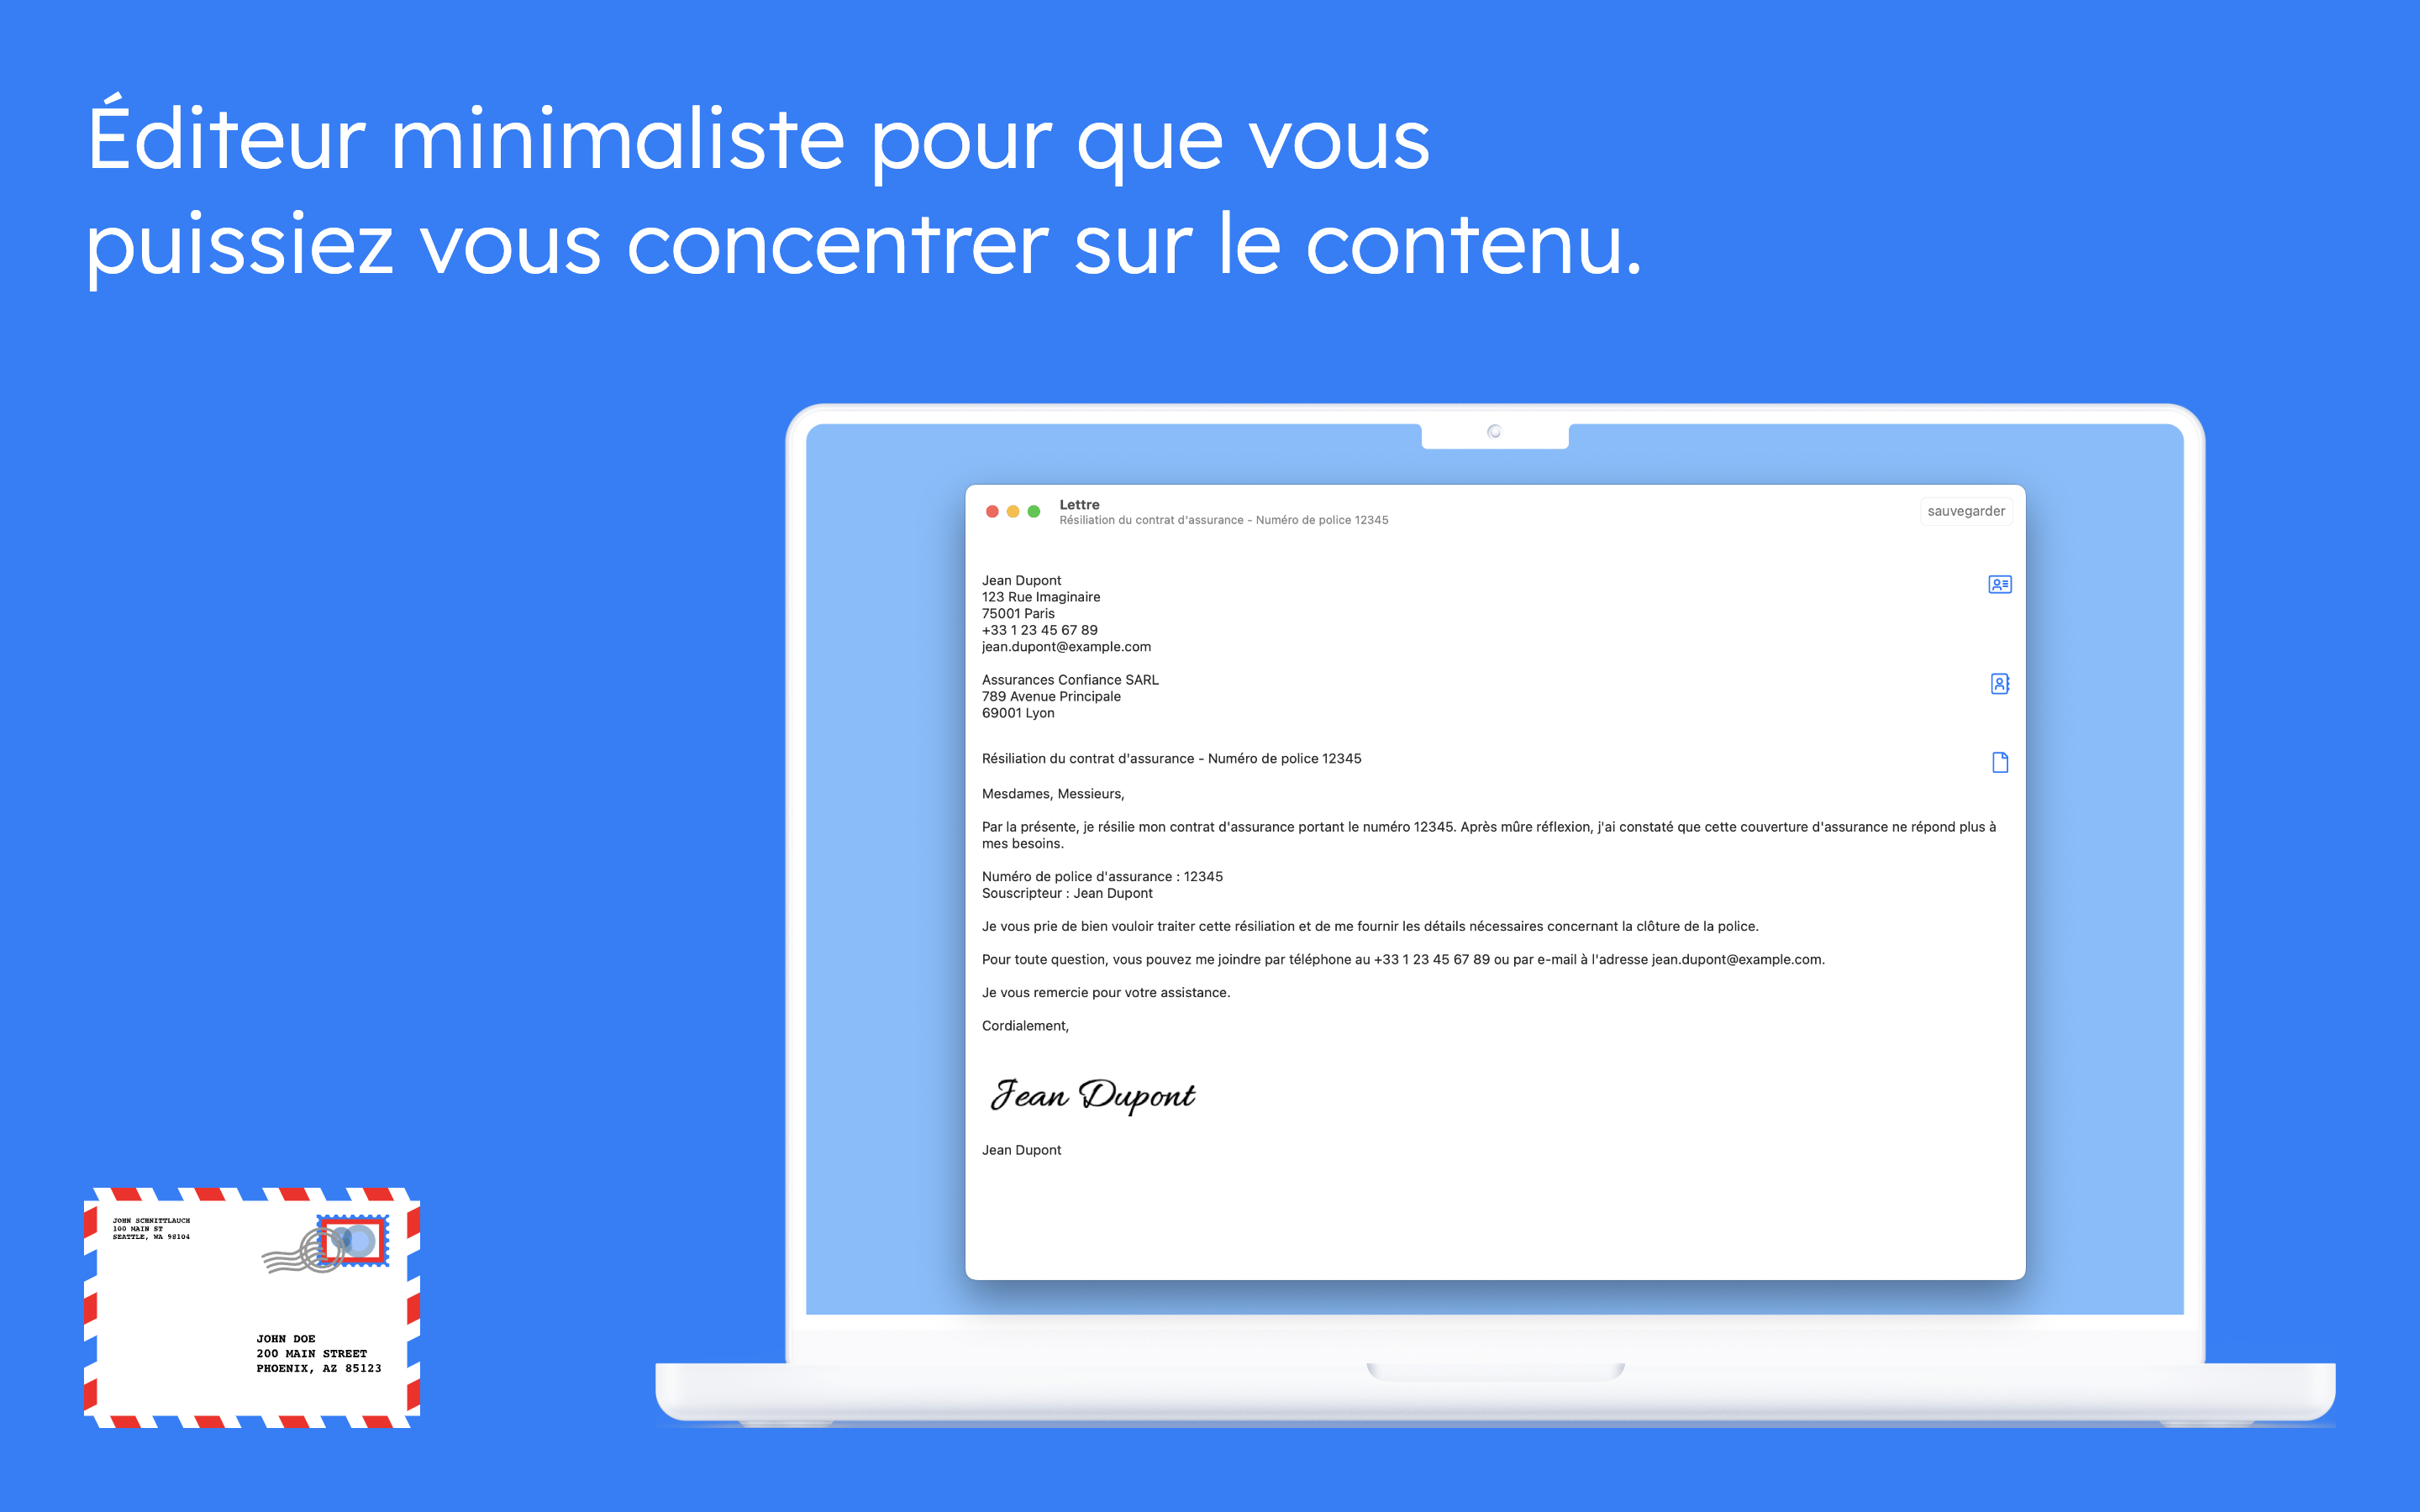 Éditeur minimaliste pour que vous
puissiez vous concentrer sur le contenu.
Lettre
Résiliation du contrat d'assurance - Numéro de police 12345
sauvegarder
Jean Dupont
123 Rue Imaginaire
75001 Paris
+33 1 23 45 67 89
jean.dupont@example.com
Assurances Confiance SARL
789 Avenue Principale
69001 Lyon
Résiliation du contrat d'assurance - Numéro de police 12345
Mesdames, Messieurs,
Par la présente, je résilie mon contrat d'assurance portant le numéro 12345. Après mûre réflexion, j'ai constaté que cette couverture d'assurance ne répond plus à
mes besoins.
Numéro de police d'assurance : 12345
Souscripteur : Jean Dupont
Je vous prie de bien vouloir traiter cette résiliation et de me fournir les détails nécessaires concernant la clôture de la police.
Pour toute question, vous pouvez me joindre par téléphone au +33 1 23 45 67 89 ou par e-mail à l'adresse jean.dupont@example.com.
Je vous remercie pour votre assistance.
Cordialement,
Jean Dupont
Jean Dupont
JOHN SCHNITTLAUCH
100 MAIN ST
SEATTLE, WA 98104
JOHN DOE
200 MAIN STREET
PHOENIX, AZ 85123